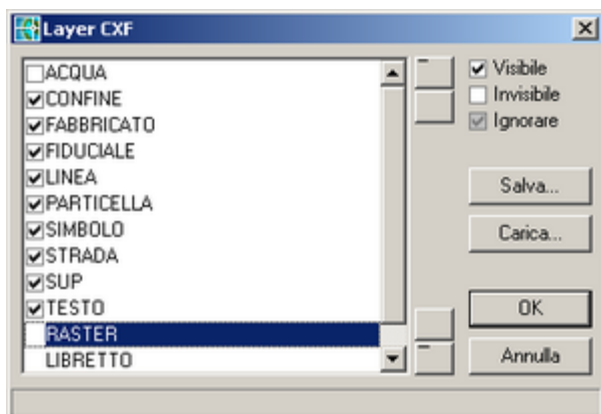 Layer CXF
ACQUA
CONFINE
FABBRICATO
FIDUCIALE
LINEA
PARTICELLA
SIMBOLO
STRADA
SUP
TESTO
RASTER
LIBRETTO
Visibile
Invisibile
Ignorare
Salva...
Carica...
OK
Annulla